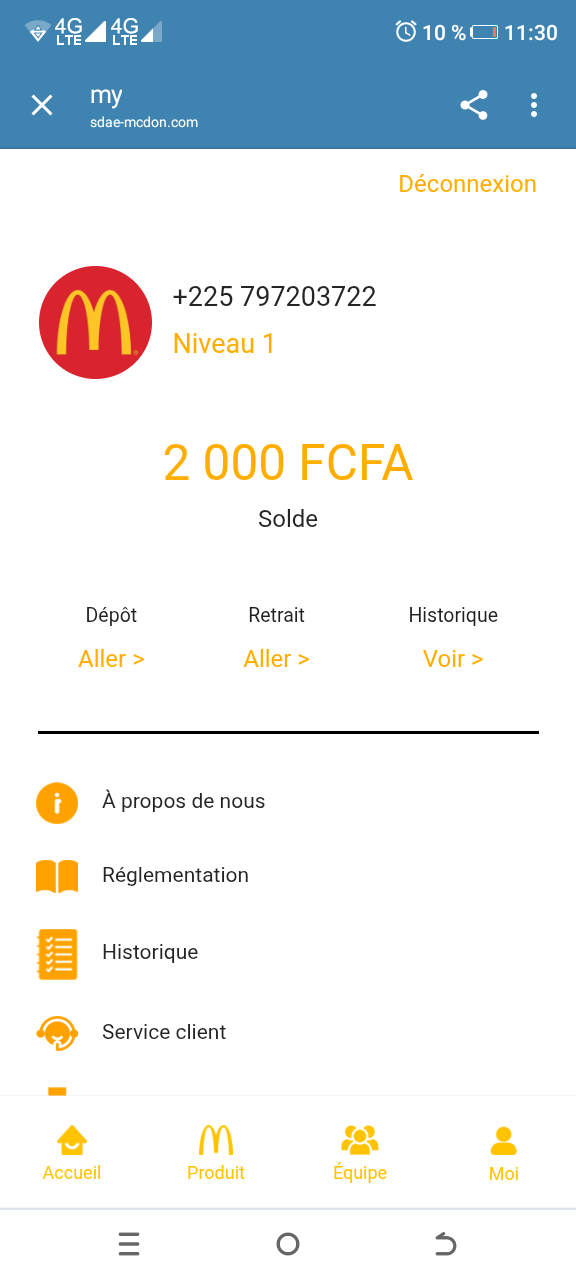 4G LTE 4G LTE 10 % 11:30
my
sdae-mcdon.com
Déconnexion
+225 797203722
Niveau 1
2 000 FCFA
Solde
Dépôt Retrait Historique
Aller > Aller > Voir >
À propos de nous
Réglementation
Historique
Service client
Accueil Produit Équipe Moi